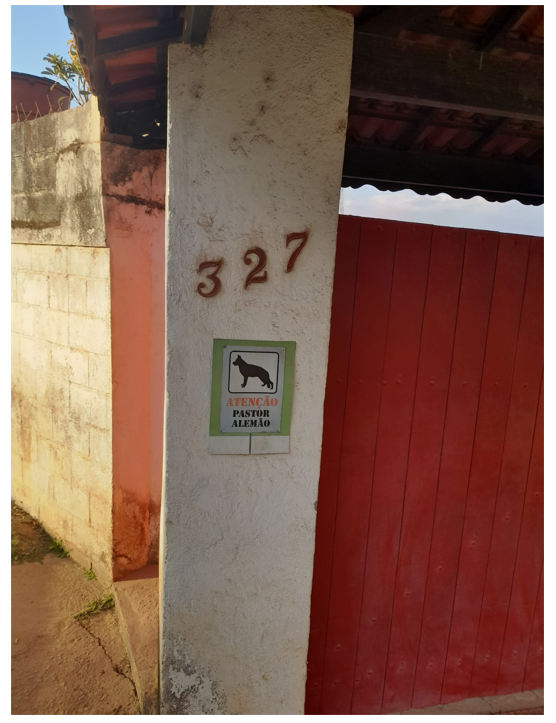 327
ATENÇÃO
PASTOR
ALEMÃO